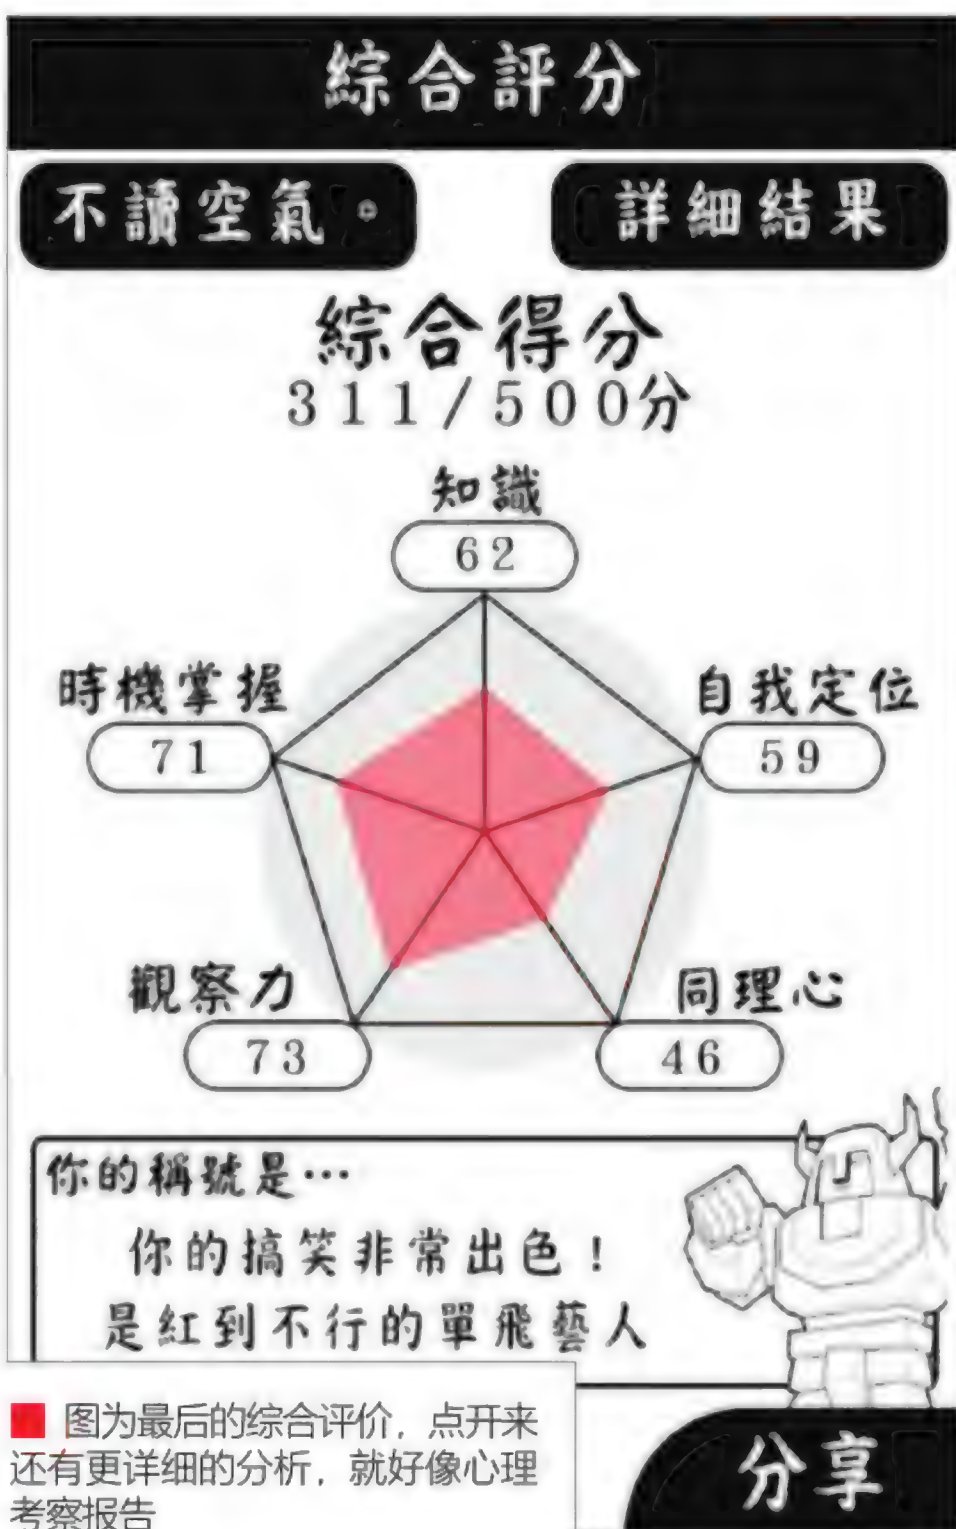 綜合評分
不讀空氣。
詳細結果
綜合得分
311/500分
知識
62
時機掌握
71
自我定位
59
觀察力
73
同理心
46
你的稱號是…
你的搞笑非常出色！
是紅到不行的單飛藝人
图为最后的综合评价，点开来
还有更详细的分析，就好像心理
考察报告
分享